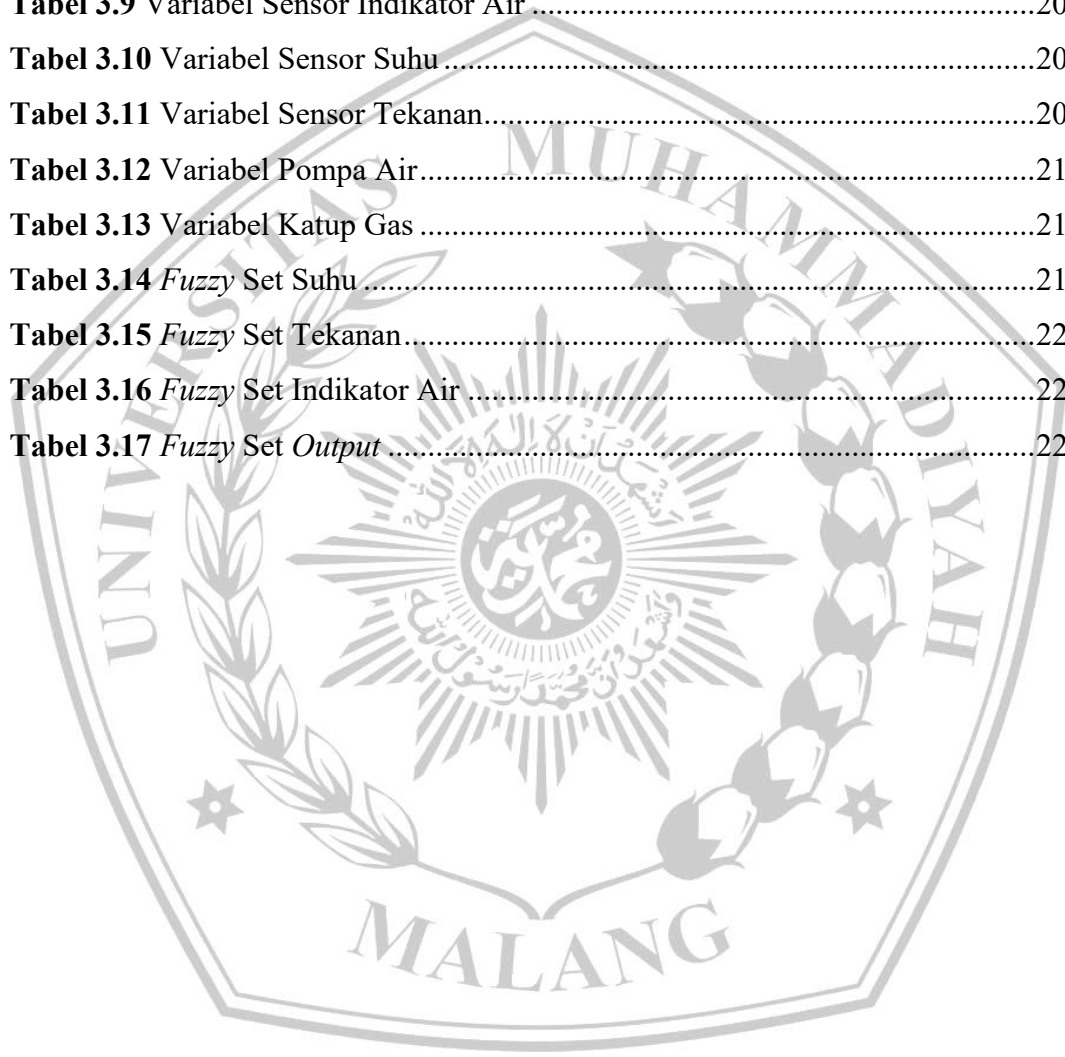 Tabel 3.9 Variabel Sensor Indikator Air ........................................................................20
Tabel 3.10 Variabel Sensor Suhu ........................................................................20
Tabel 3.11 Variabel Sensor Tekanan ........................................................................20
Tabel 3.12 Variabel Pompa Air ........................................................................21
Tabel 3.13 Variabel Katup Gas ........................................................................21
Tabel 3.14 Fuzzy Set Suhu ........................................................................21
Tabel 3.15 Fuzzy Set Tekanan ........................................................................22
Tabel 3.16 Fuzzy Set Indikator Air ........................................................................22
Tabel 3.17 Fuzzy Set Output ........................................................................22
UNIVERSITAS MUHAMMADIYAH
MALANG